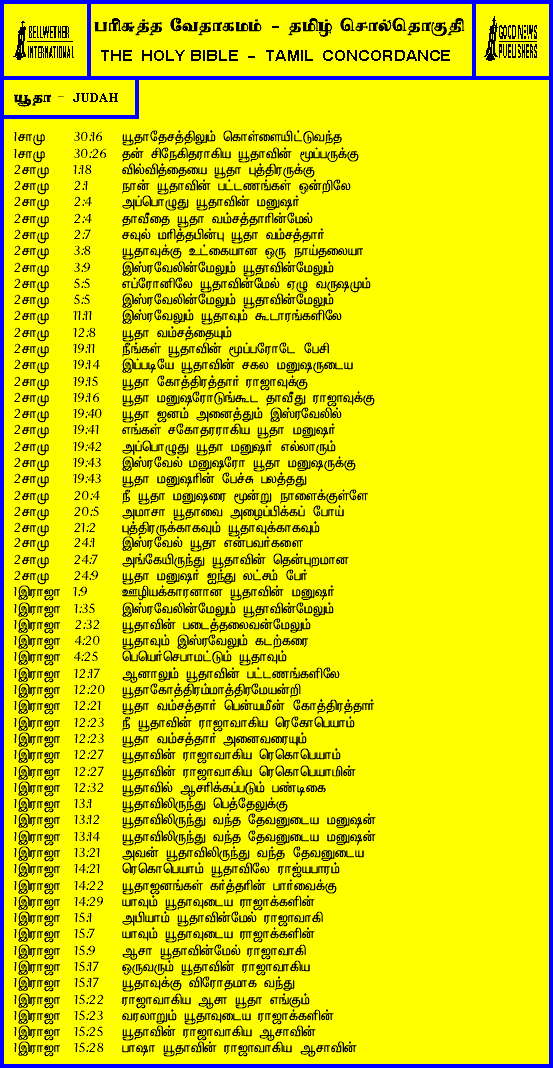 BELLWETHER
INTERNATIONAL
பரிசுத்த வேதாகமம் - தமிழ் சொல்தொகுதி
THE HOLY BIBLE - TAMIL CONCORDANCE
GOOD NEWS
PUBLISHERS
யூதா - JUDAH
1சாமு 30:16 யூதாதேசத்திலும் கொள்ளையிட்டுவந்த
1சாமு 30:26 தன் சிநேகிதராகிய யூதாவின் மூப்பருக்கு
2சாமு 1:18 வில்வித்தையை யூதா புத்திரருக்கு
2சாமு 2:1 நான் யூதாவின் பட்டணங்கள் ஒன்றிலே
2சாமு 2:4 அப்பொழுது யூதாவின் மனுஷர்
2சாமு 2:4 தாவீதை யூதா வம்சத்தாரின்மேல்
2சாமு 2:7 சவுல் மரித்தபின்பு யூதா வம்சத்தார்
2சாமு 3:8 யூதாவுக்கு உட்கையான ஒரு நாய்தலையா
2சாமு 3:9 இஸ்ரவேலின்மேலும் யூதாவின்மேலும்
2சாமு 5:5 எப்ரோனிலே யூதாவின்மேல் ஏழு வருஷமும்
2சாமு 5:5 இஸ்ரவேலின்மேலும் யூதாவின்மேலும்
2சாமு 11:11 இஸ்ரவேலும் யூதாவும் கூடாரங்களிலே
2சாமு 12:8 யூதா வம்சத்தையும்
2சாமு 19:11 நீங்கள் யூதாவின் மூப்பரோடே பேசி
2சாமு 19:14 இப்படியே யூதாவின் சகல மனுஷருடைய
2சாமு 19:15 யூதா கோத்திரத்தார் ராஜாவுக்கு
2சாமு 19:16 யூதா மனுஷரோடுங்கூட தாவீது ராஜாவுக்கு
2சாமு 19:40 யூதா ஜனம் அனைத்தும் இஸ்ரவேலில்
2சாமு 19:41 எங்கள் சகோதரராகிய யூதா மனுஷர்
2சாமு 19:42 அப்பொழுது யூதா மனுஷர் எல்லாரும்
2சாமு 19:43 இஸ்ரவேல் மனுஷரோ யூதா மனுஷருக்கு
2சாமு 19:43 யூதா மனுஷரின் பேச்சு பலத்தது
2சாமு 20:4 நீ யூதா மனுஷரை மூன்று நாளைக்குள்ளே
2சாமு 20:5 அமாசா யூதாவை அழைப்பிக்கப் போய்
2சாமு 21:2 புத்திரருக்காகவும் யூதாவுக்காகவும்
2சாமு 24:1 இஸ்ரவேல் யூதா என்பவர்களை
2சாமு 24:7 அங்கேயிருந்து யூதாவின் தென்புறமான
2சாமு 24:9 யூதா மனுஷர் ஐந்து லட்சம் பேர்
1இராஜா 1:9 ஊழியக்காரனான யூதாவின் மனுஷர்
1இராஜா 1:35 இஸ்ரவேலின்மேலும் யூதாவின்மேலும்
1இராஜா 2:32 யூதாவின் படைத்தலைவன்மேலும்
1இராஜா 4:20 யூதாவும் இஸ்ரவேலும் கடற்கரை
1இராஜா 4:25 பெயெர்செபாமட்டும் யூதாவும்
1இராஜா 12:17 ஆனாலும் யூதாவின் பட்டணங்களிலே
1இராஜா 12:20 யூதாகோத்திரம்மாத்திரமேயன்றி
1இராஜா 12:21 யூதா வம்சத்தார் பென்யமீன் கோத்திரத்தார்
1இராஜா 12:23 நீ யூதாவின் ராஜாவாகிய ரெகோபெயாம்
1இராஜா 12:23 யூதா வம்சத்தார் அனைவரையும்
1இராஜா 12:27 யூதாவின் ராஜாவாகிய ரெகொபெயாம்
1இராஜா 12:27 யூதாவின் ராஜாவாகிய ரெகொபெயாமின்
1இராஜா 12:32 யூதாவில் ஆசரிக்கப்படும் பண்டிகை
1இராஜா 13:1 யூதாவிலிருந்து பெத்தேலுக்கு
1இராஜா 13:12 யூதாவிலிருந்து வந்த தேவனுடைய மனுஷன்
1இராஜா 13:14 யூதாவிலிருந்து வந்த தேவனுடைய மனுஷன்
1இராஜா 13:21 அவன் யூதாவிலிருந்து வந்த தேவனுடைய
1இராஜா 14:21 ரெகொபெயாம் யூதாவிலே ராஜ்யபாரம்
1இராஜா 14:22 யூதாஜனங்கள் கர்த்தரின் பார்வைக்கு
1இராஜா 14:29 யாவும் யூதாவுடைய ராஜாக்களின்
1இராஜா 15:1 அபியாம் யூதாவின்மேல் ராஜாவாகி
1இராஜா 15:7 யாவும் யூதாவுடைய ராஜாக்களின்
1இராஜா 15:9 ஆசா யூதாவின்மேல் ராஜாவாகி
1இராஜா 15:17 ஒருவரும் யூதாவின் ராஜாவாகிய
1இராஜா 15:17 யூதாவுக்கு விரோதமாக வந்து
1இராஜா 15:22 ராஜாவாகிய ஆசா யூதா எங்கும்
1இராஜா 15:23 வரலாறும் யூதாவுடைய ராஜாக்களின்
1இராஜா 15:25 யூதாவின் ராஜாவாகிய ஆசாவின்
1இராஜா 15:28 பாஷா யூதாவின் ராஜாவாகிய ஆசாவின்